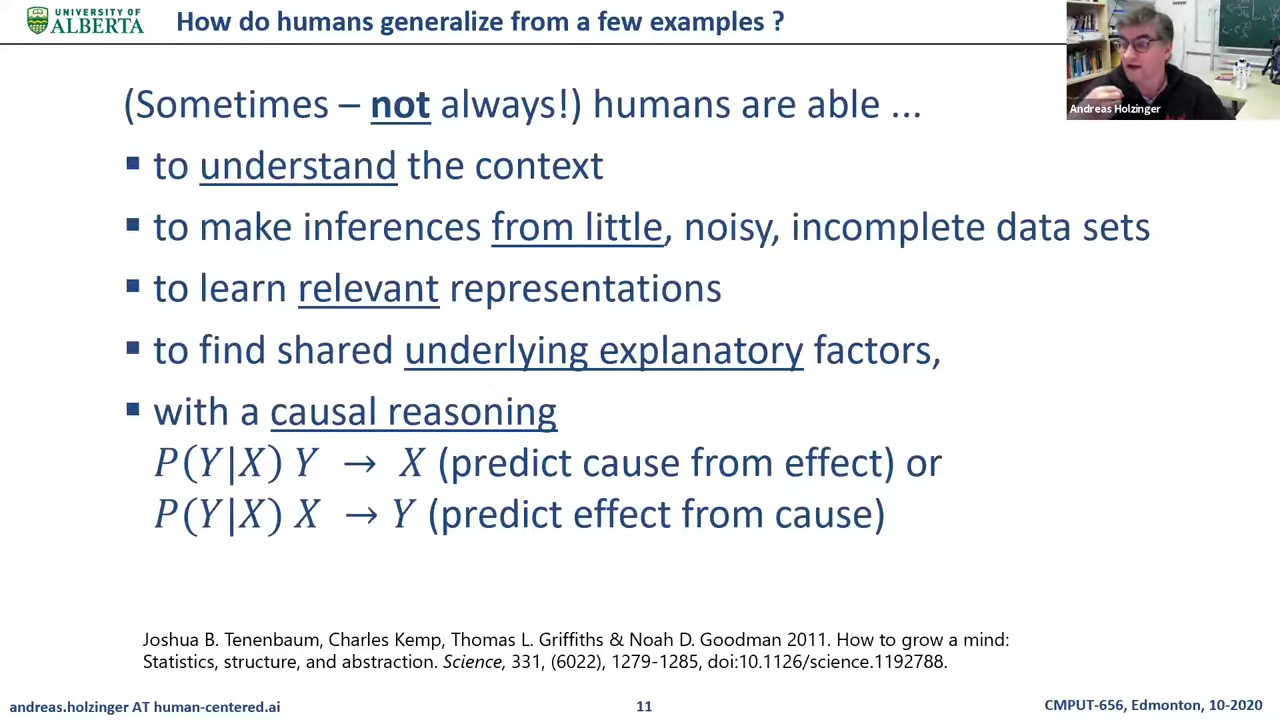 UNIVERSITY OF
ALBERTA
How do humans generalize from a few examples ?
Andreas Holzinger
(Sometimes – not always!) humans are able ...
▪ to understand the context
▪ to make inferences from little, noisy, incomplete data sets
▪ to learn relevant representations
▪ to find shared underlying explanatory factors,
▪ with a causal reasoning
P(Y|X) Y → X (predict cause from effect) or
P(Y|X) X → Y (predict effect from cause)
Joshua B. Tenenbaum, Charles Kemp, Thomas L. Griffiths & Noah D. Goodman 2011. How to grow a mind:
Statistics, structure, and abstraction. Science, 331, (6022), 1279-1285, doi:10.1126/science.1192788.
andreas.holzinger AT human-centered.ai
11
CMPUT-656, Edmonton, 10-2020